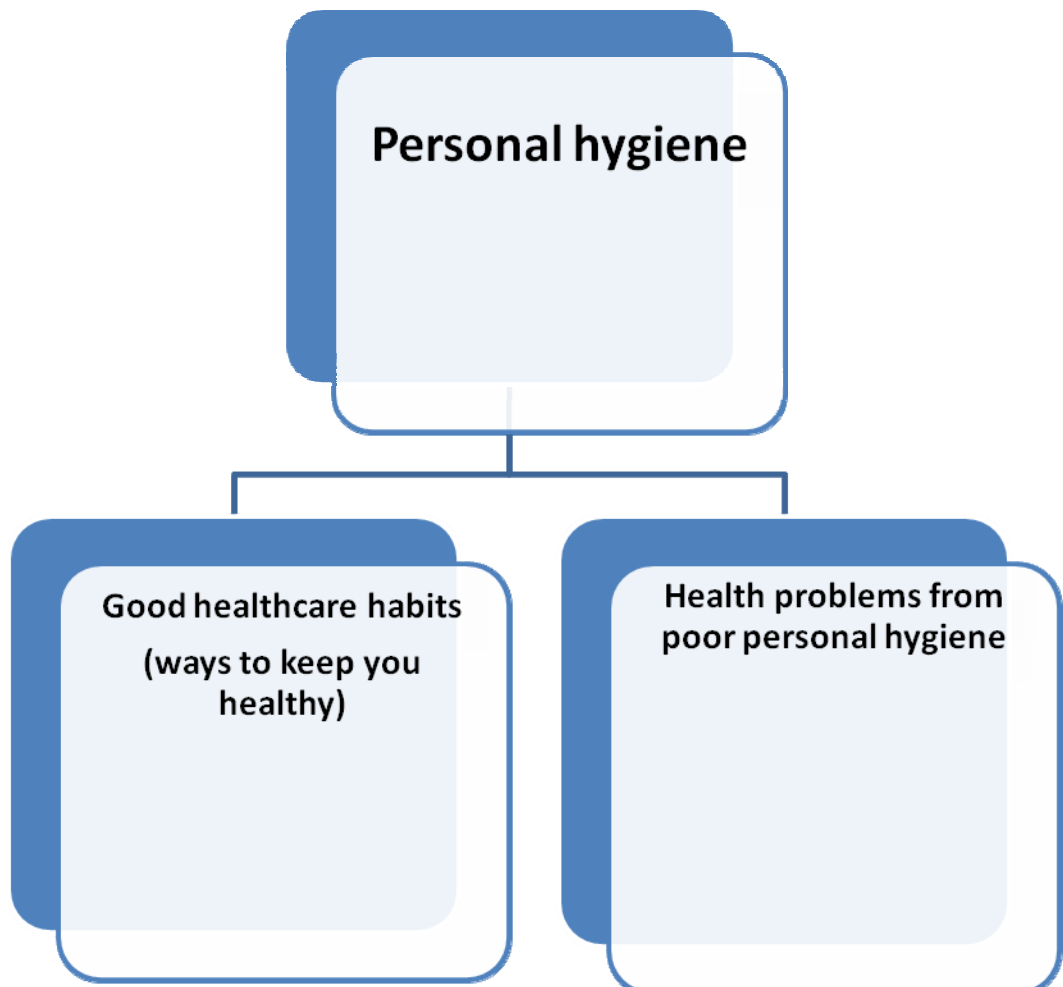 Personal hygiene
Good healthcare habits
(ways to keep you
healthy)
Health problems from
poor personal hygiene